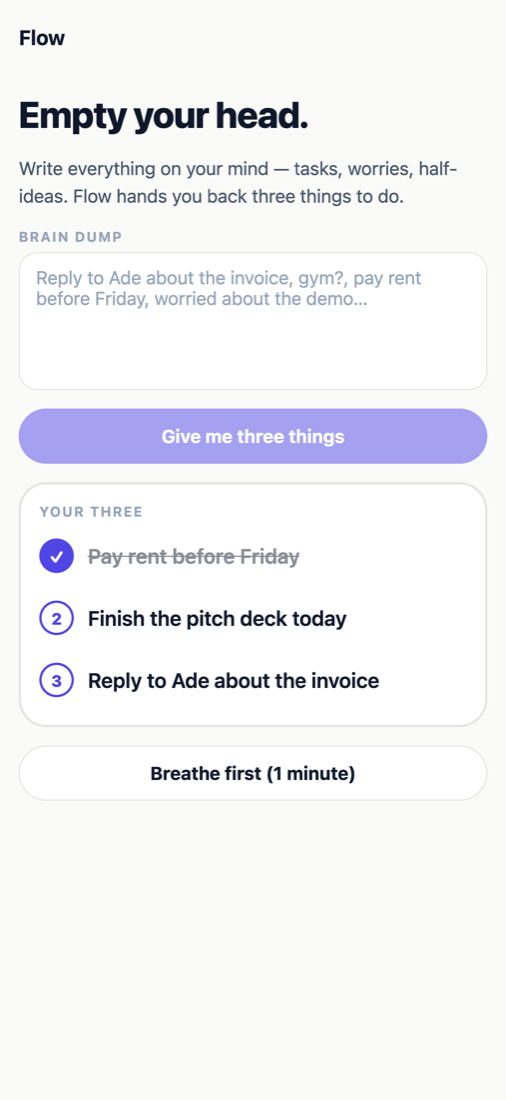 Flow
Empty your head.
Write everything on your mind — tasks, worries, half-
ideas. Flow hands you back three things to do.
BRAIN DUMP
Reply to Ade about the invoice, gym?, pay rent
before Friday, worried about the demo...
Give me three things
YOUR THREE
Pay rent before Friday
2 Finish the pitch deck today
3 Reply to Ade about the invoice
Breathe first (1 minute)